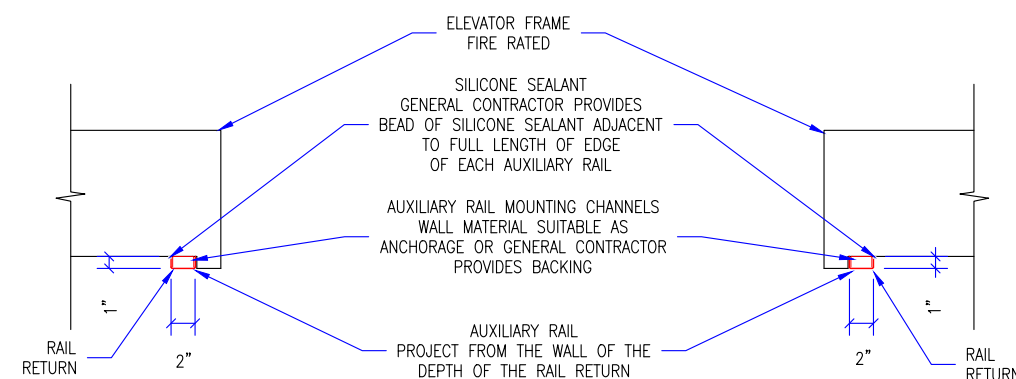 ELEVATOR FRAME
FIRE RATED
SILICONE SEALANT
GENERAL CONTRACTOR PROVIDES
BEAD OF SILICONE SEALANT ADJACENT
TO FULL LENGTH OF EDGE
OF EACH AUXILIARY RAIL
AUXILIARY RAIL MOUNTING CHANNELS
WALL MATERIAL SUITABLE AS
ANCHORAGE OR GENERAL CONTRACTOR
PROVIDES BACKING
1"
1"
AUXILIARY RAIL
PROJECT FROM THE WALL OF THE
DEPTH OF THE RAIL RETURN
RAIL
RETURN
2"
2"
RAIL
RETURN